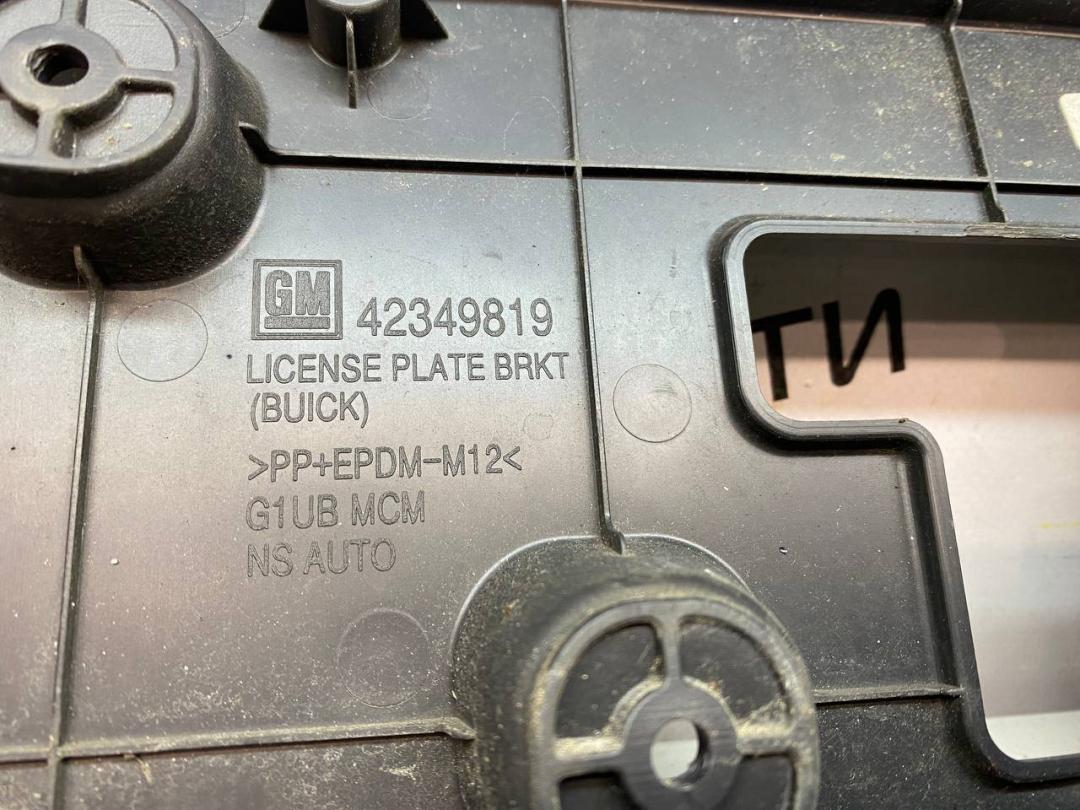 GM 42349819
LICENSE PLATE BRKT
(BUICK)
>PP+EPDM-M12<
G1UB MCM
NS AUTO
ТИ